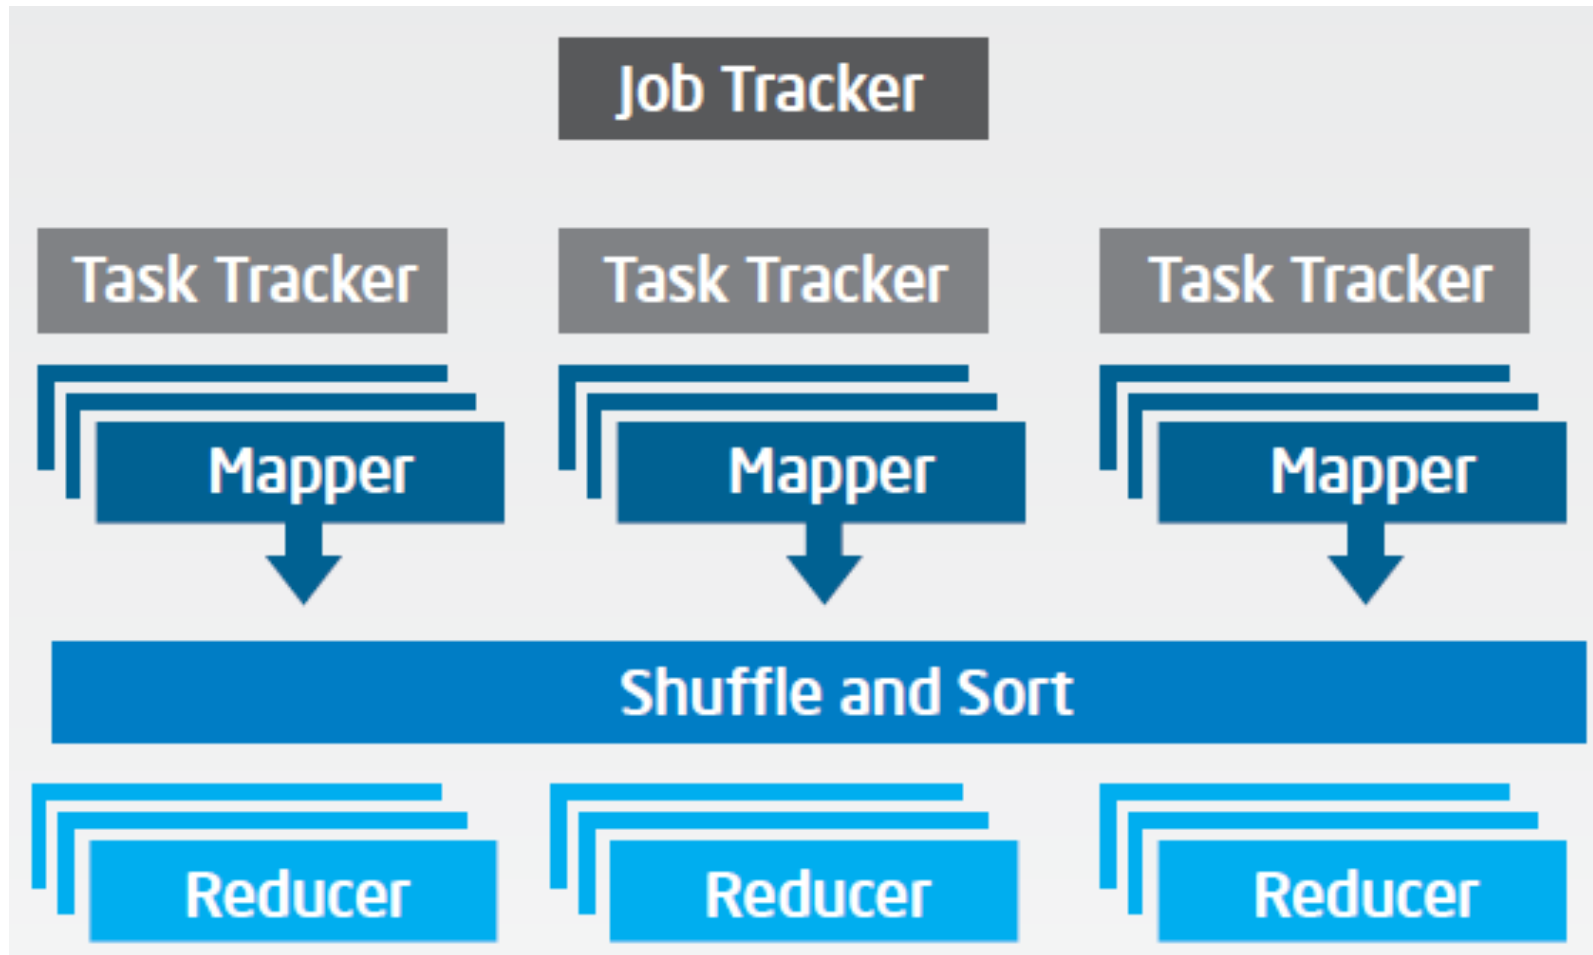 Job Tracker
Task Tracker
Task Tracker
Task Tracker
Mapper
Mapper
Mapper
Shuffle and Sort
Reducer
Reducer
Reducer